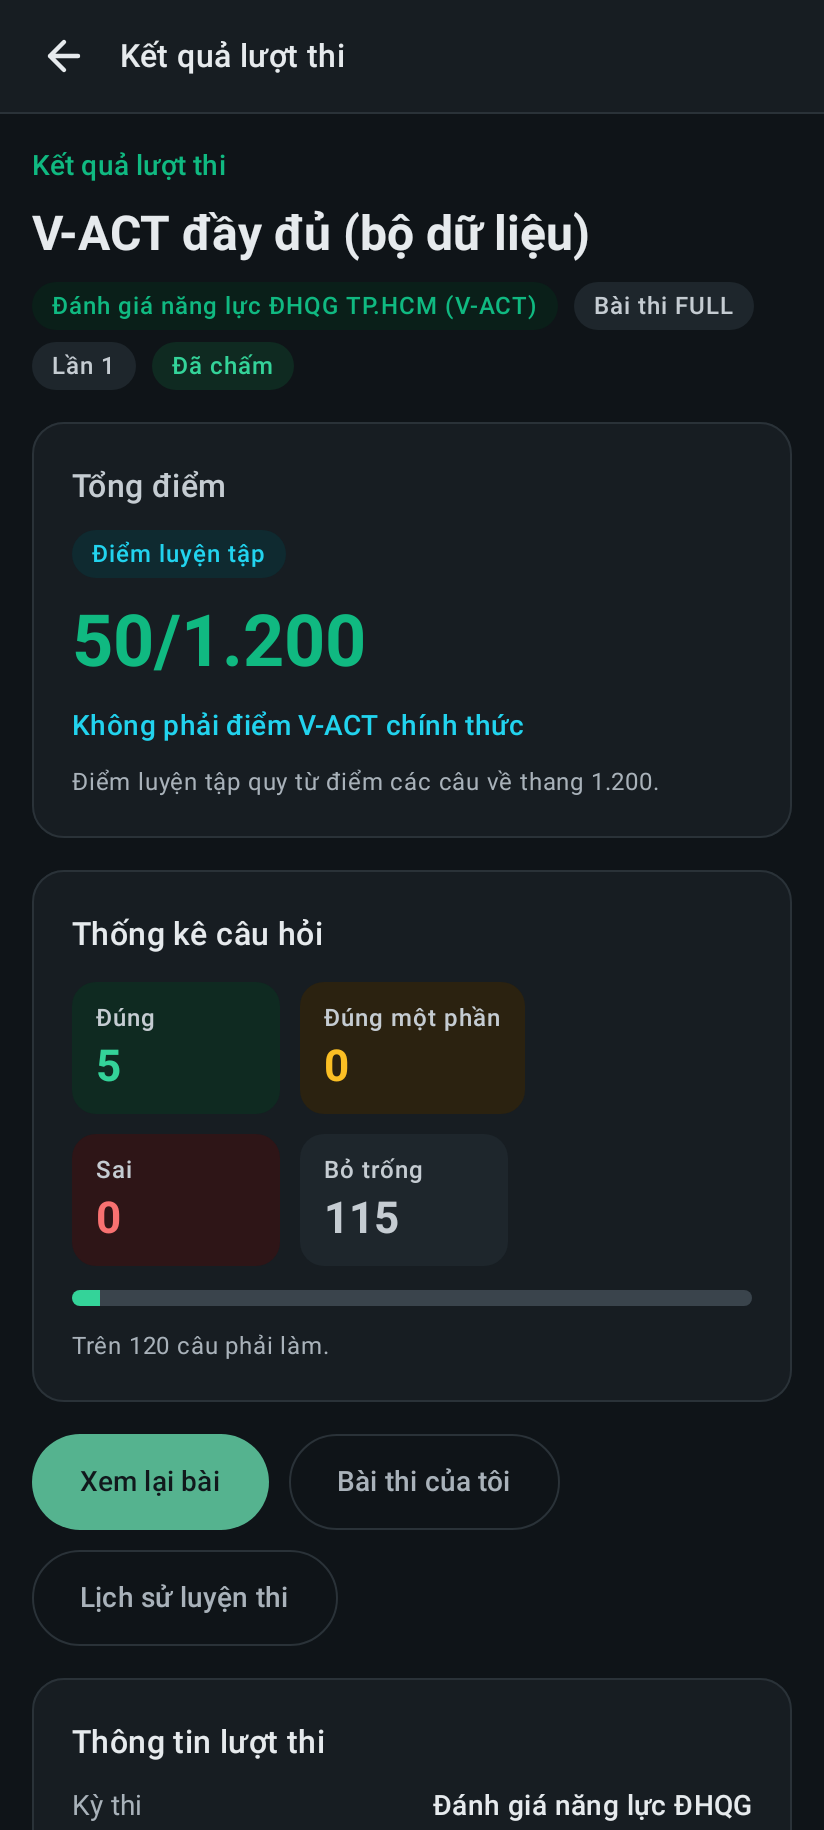 Kết quả lượt thi
Kết quả lượt thi
V-ACT đầy đủ (bộ dữ liệu)
Đánh giá năng lực ĐHQG TP.HCM (V-ACT)
Bài thi FULL
Lần 1
Đã chấm
Tổng điểm
Điểm luyện tập
50/1.200
Không phải điểm V-ACT chính thức
Điểm luyện tập quy từ điểm các câu về thang 1.200.
Thống kê câu hỏi
Đúng
5
Đúng một phần
0
Sai
0
Bỏ trống
115
Trên 120 câu phải làm.
Xem lại bài
Bài thi của tôi
Lịch sử luyện thi
Thông tin lượt thi
Kỳ thi
Đánh giá năng lực ĐHQG